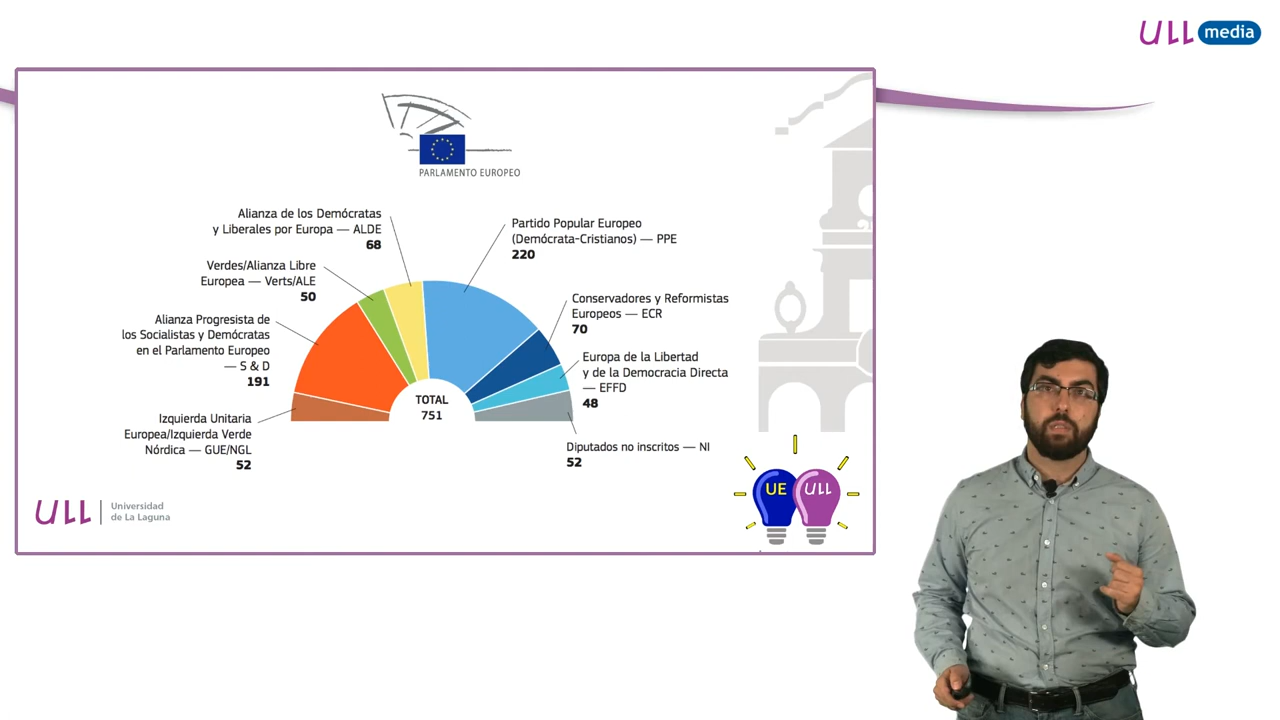 ULL media
PARLAMENTO EUROPEO
Alianza de los Demócratas
y Liberales por Europa — ALDE
68
Partido Popular Europeo
(Demócrata-Cristianos) — PPE
220
Verdes/Alianza Libre
Europea — Verts/ALE
50
Conservadores y Reformistas
Europeos — ECR
70
Alianza Progresista de
los Socialistas y Demócratas
en el Parlamento Europeo
— S & D
191
Europa de la Libertad
y de la Democracia Directa
— EFFD
48
TOTAL
751
Izquierda Unitaria
Europea/Izquierda Verde
Nórdica — GUE/NGL
52
Diputados no inscritos — NI
52
ULL
Universidad
de La Laguna
UE
ULL